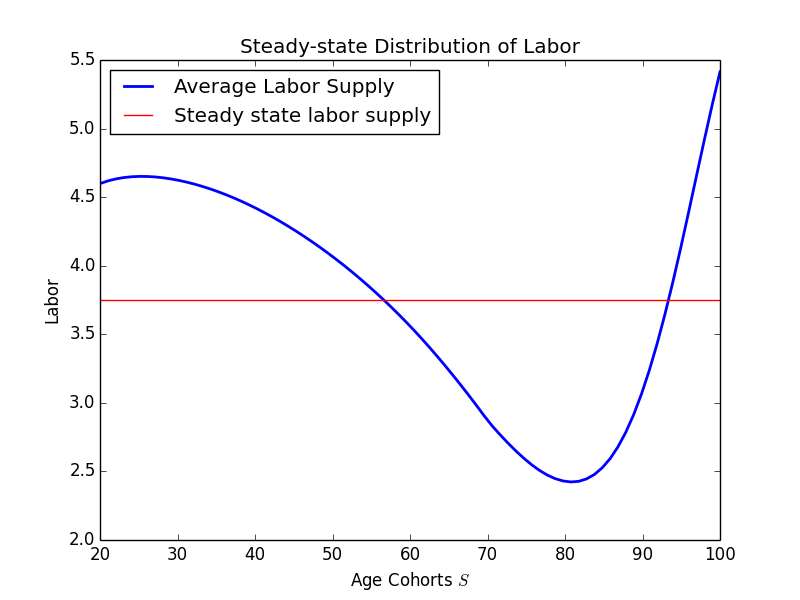 Steady-state Distribution of Labor
Average Labor Supply
Steady state labor supply
5.5
5.0
4.5
4.0
3.5
3.0
2.5
2.0
Labor
20 30 40 50 60 70 80 90 100
Age Cohorts S